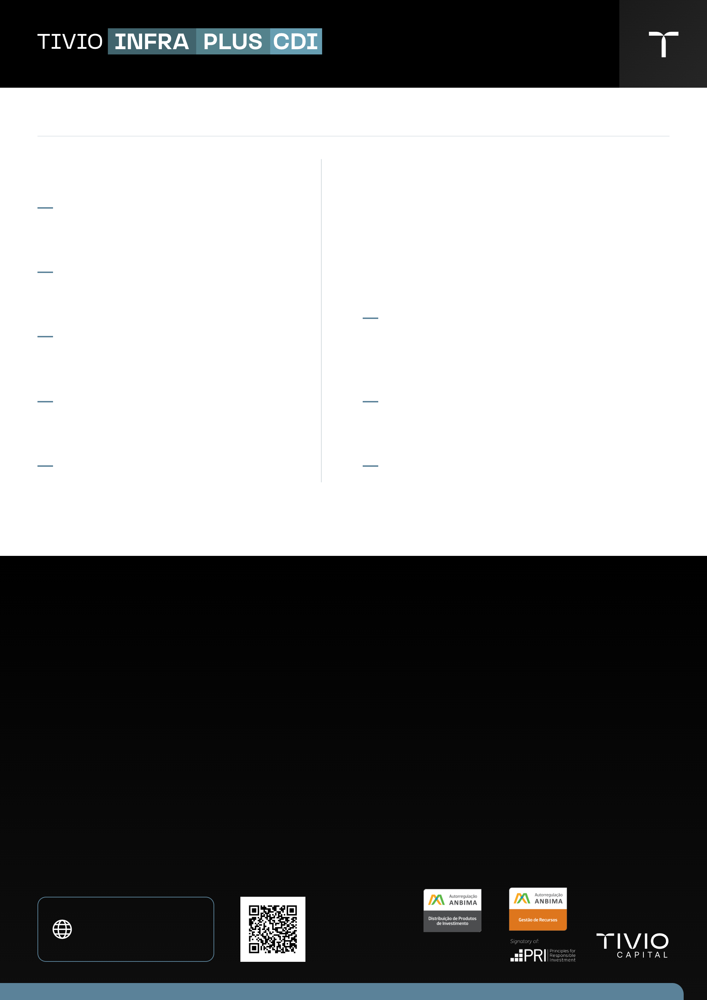 TIVIO INFRA PLUS CDI
Autorregulação
ANBIMA
Distribuição de Produtos
de Investimento
Autorregulação
ANBIMA
Gestão de Recursos
Signatory of:
PRI Principles for
Responsible
Investment
TIVIO
CAPITAL